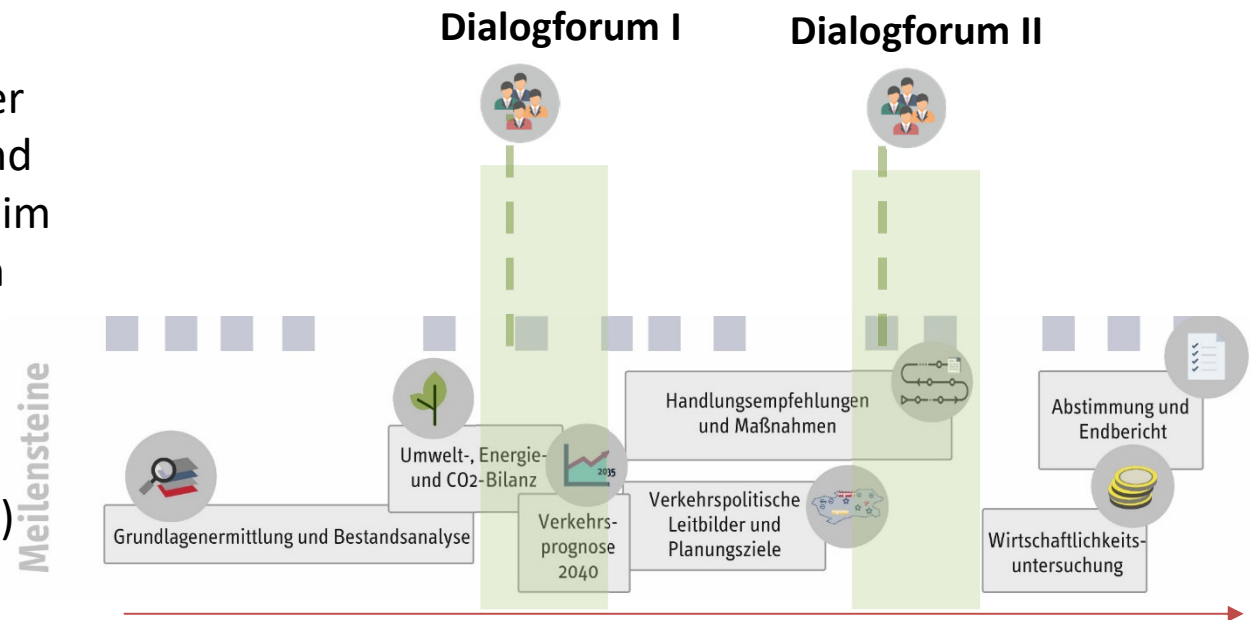 Dialogforum I
Dialogforum II
er
nd
im
n
)
Meilensteine
Handlungsempfehlungen
und Maßnahmen
Abstimmung und
Endbericht
Umwelt-, Energie-
und CO2-Bilanz
2035
Grundlagenermittlung und Bestandsanalyse
Verkehrs-
prognose
2040
Verkehrspolitische
Leitbilder und
Planungsziele
Wirtschaftlichkeits-
untersuchung